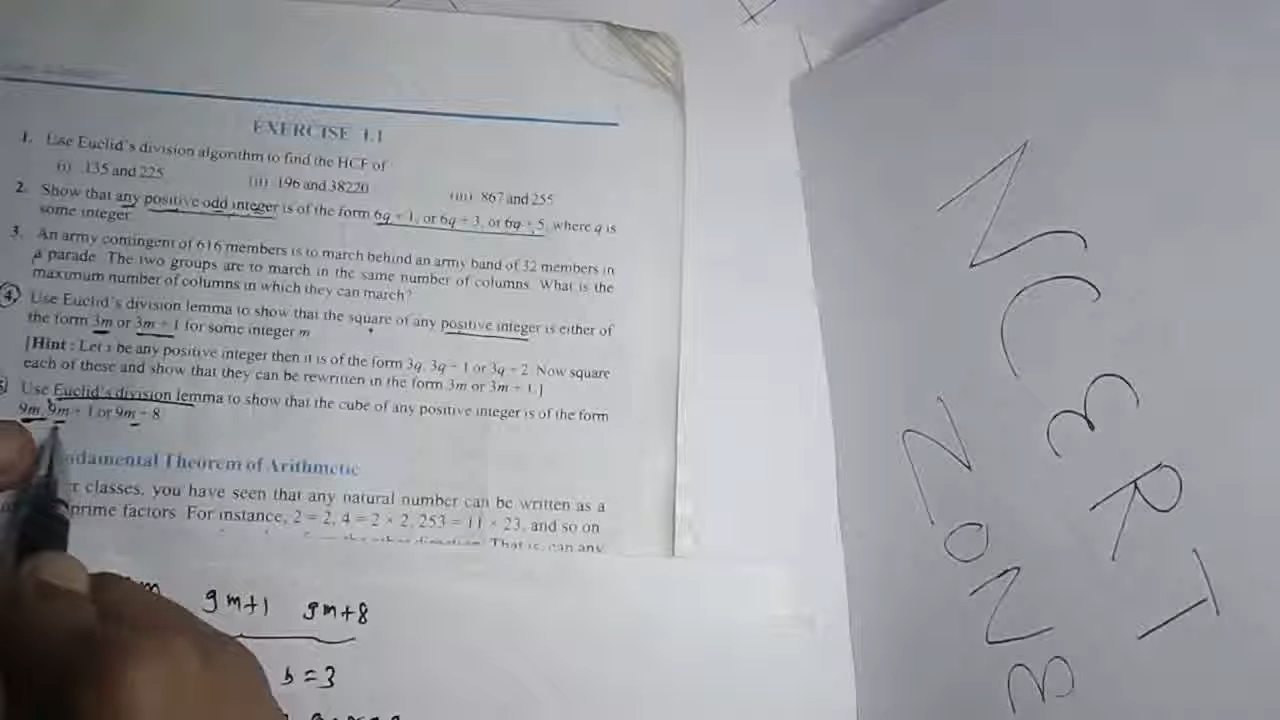 EXERCISE 1.1
1. Use Euclid's division algorithm to find the HCF of
(i) 135 and 225 (ii) 196 and 38220 (iii) 867 and 255
2. Show that any positive odd integer is of the form 6q + 1, or 6q + 3, or 6q + 5, where q is
some integer.
3. An army contingent of 616 members is to march behind an army band of 32 members in
a parade. The two groups are to march in the same number of columns. What is the
maximum number of columns in which they can march?
4. Use Euclid's division lemma to show that the square of any positive integer is either of
the form 3m or 3m + 1 for some integer m.
[Hint : Let x be any positive integer then it is of the form 3q, 3q + 1 or 3q + 2. Now square
each of these and show that they can be rewritten in the form 3m or 3m + 1.]
Use Euclid's division lemma to show that the cube of any positive integer is of the form
9m, 9m + 1 or 9m + 8
Theorem of Arithmetic
classes, you have seen that any natural number can be written as a
prime factors. For instance, 2 = 2, 4 = 2 × 2, 253 = 11 × 23, and so on
That is, can any
9m+1 9m+8
b = 3
NCERT
ZONE